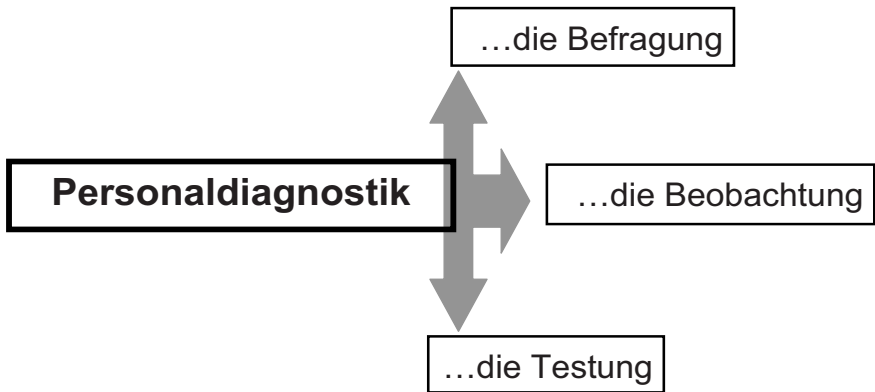 …die Befragung
Personaldiagnostik
…die Beobachtung
…die Testung